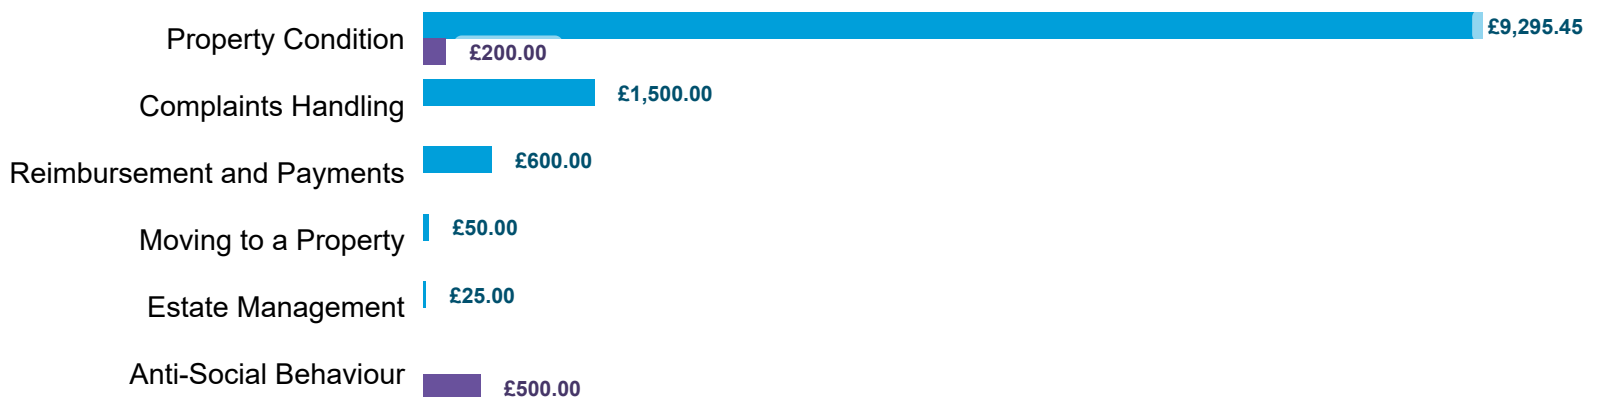 Property Condition
£9,295.45
£200.00
Complaints Handling
£1,500.00
Reimbursement and Payments
£600.00
Moving to a Property
£50.00
Estate Management
£25.00
Anti-Social Behaviour
£500.00